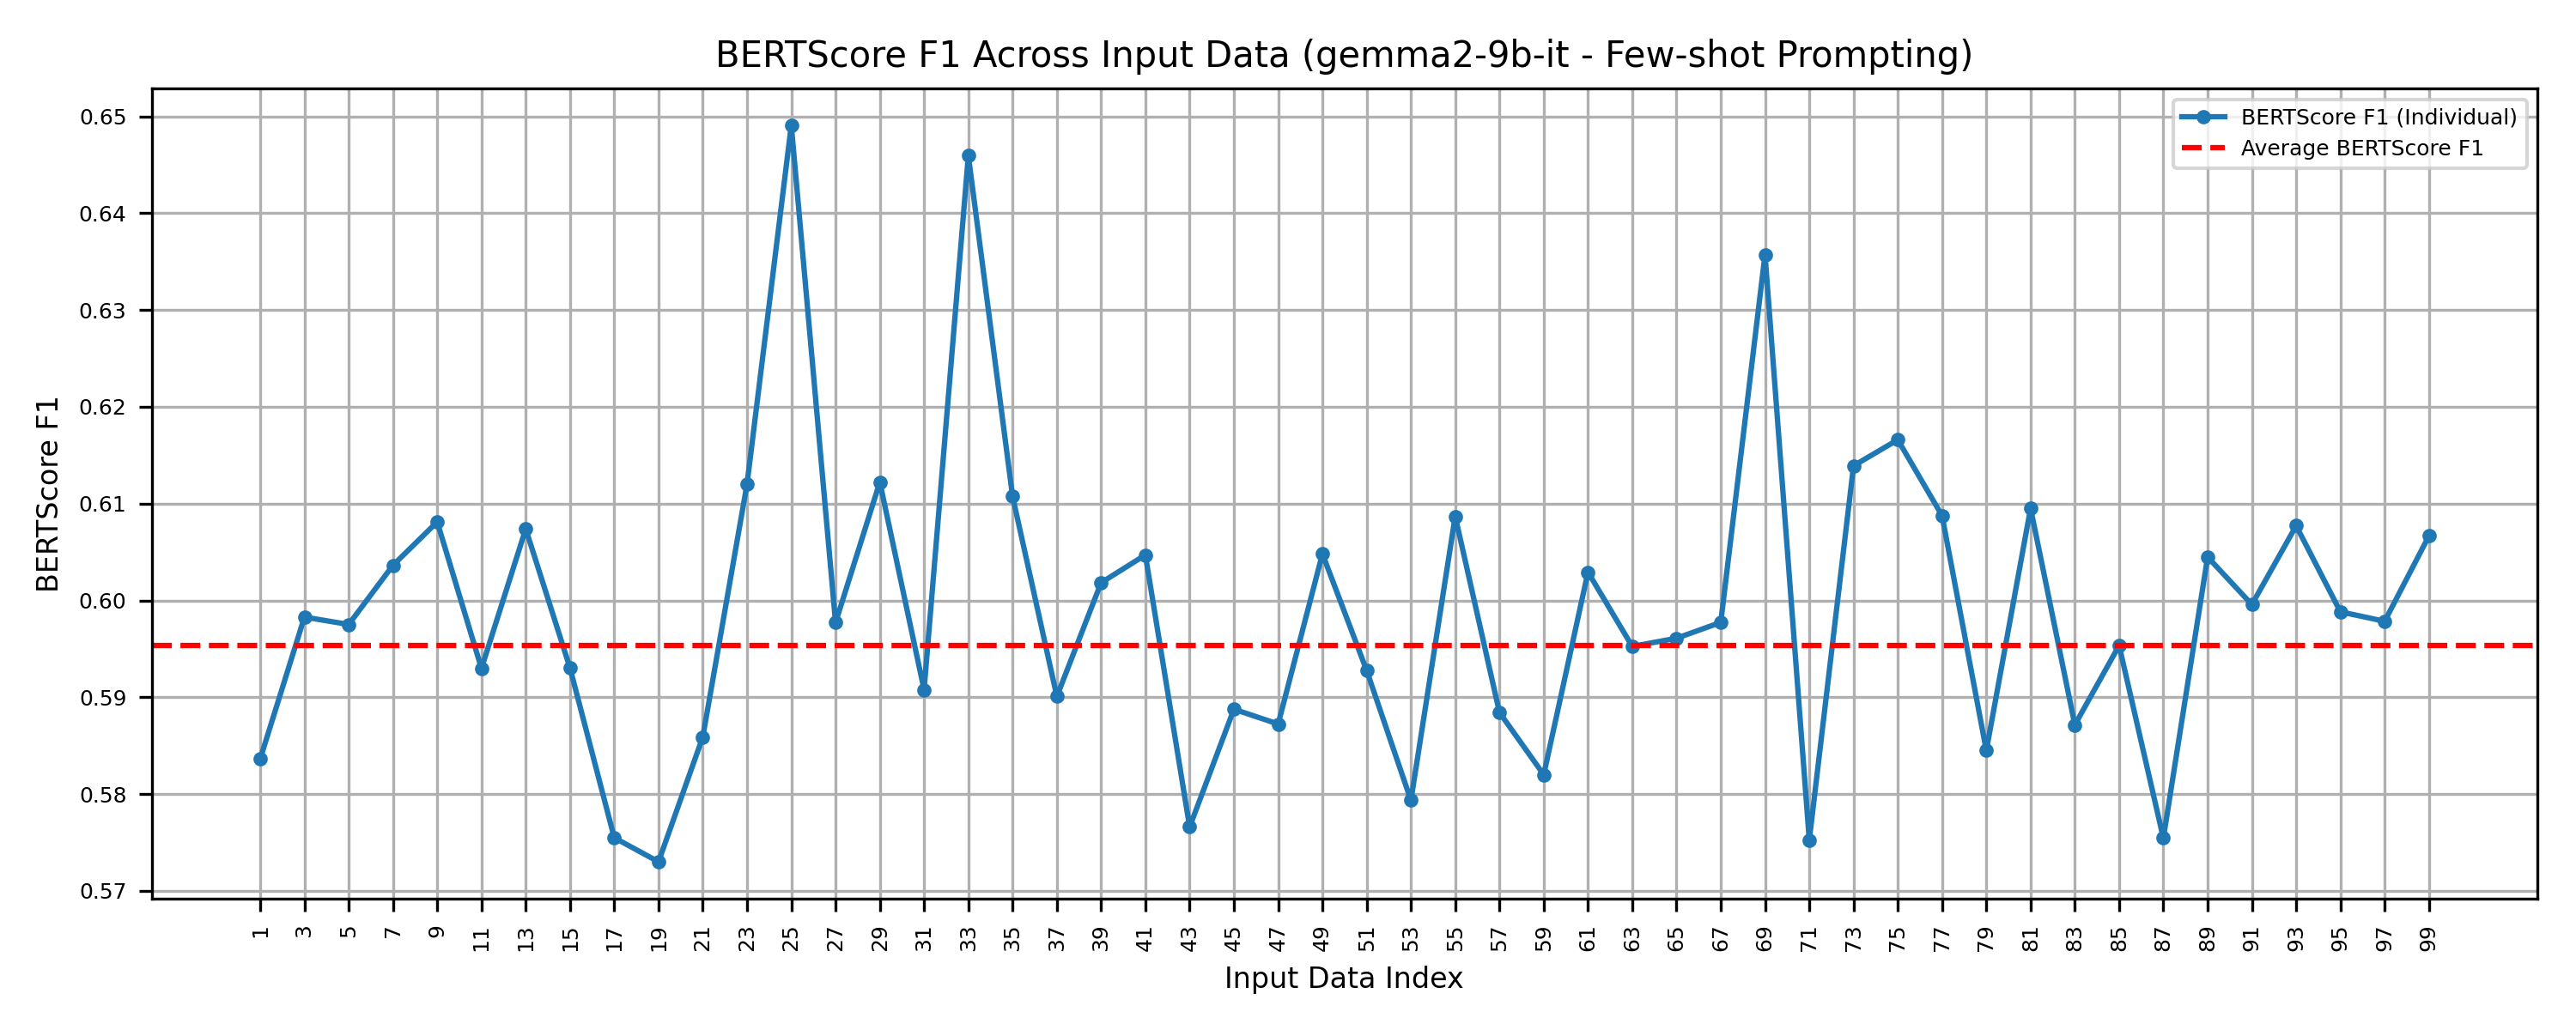 BERTScore F1 Across Input Data (gemma2-9b-it - Few-shot Prompting)
BERTScore F1 (Individual)
Average BERTScore F1
BERTScore F1
0.65
0.64
0.63
0.62
0.61
0.60
0.59
0.58
0.57
1 3 5 7 9 11 13 15 17 19 21 23 25 27 29 31 33 35 37 39 41 43 45 47 49 51 53 55 57 59 61 63 65 67 69 71 73 75 77 79 81 83 85 87 89 91 93 95 97 99
Input Data Index